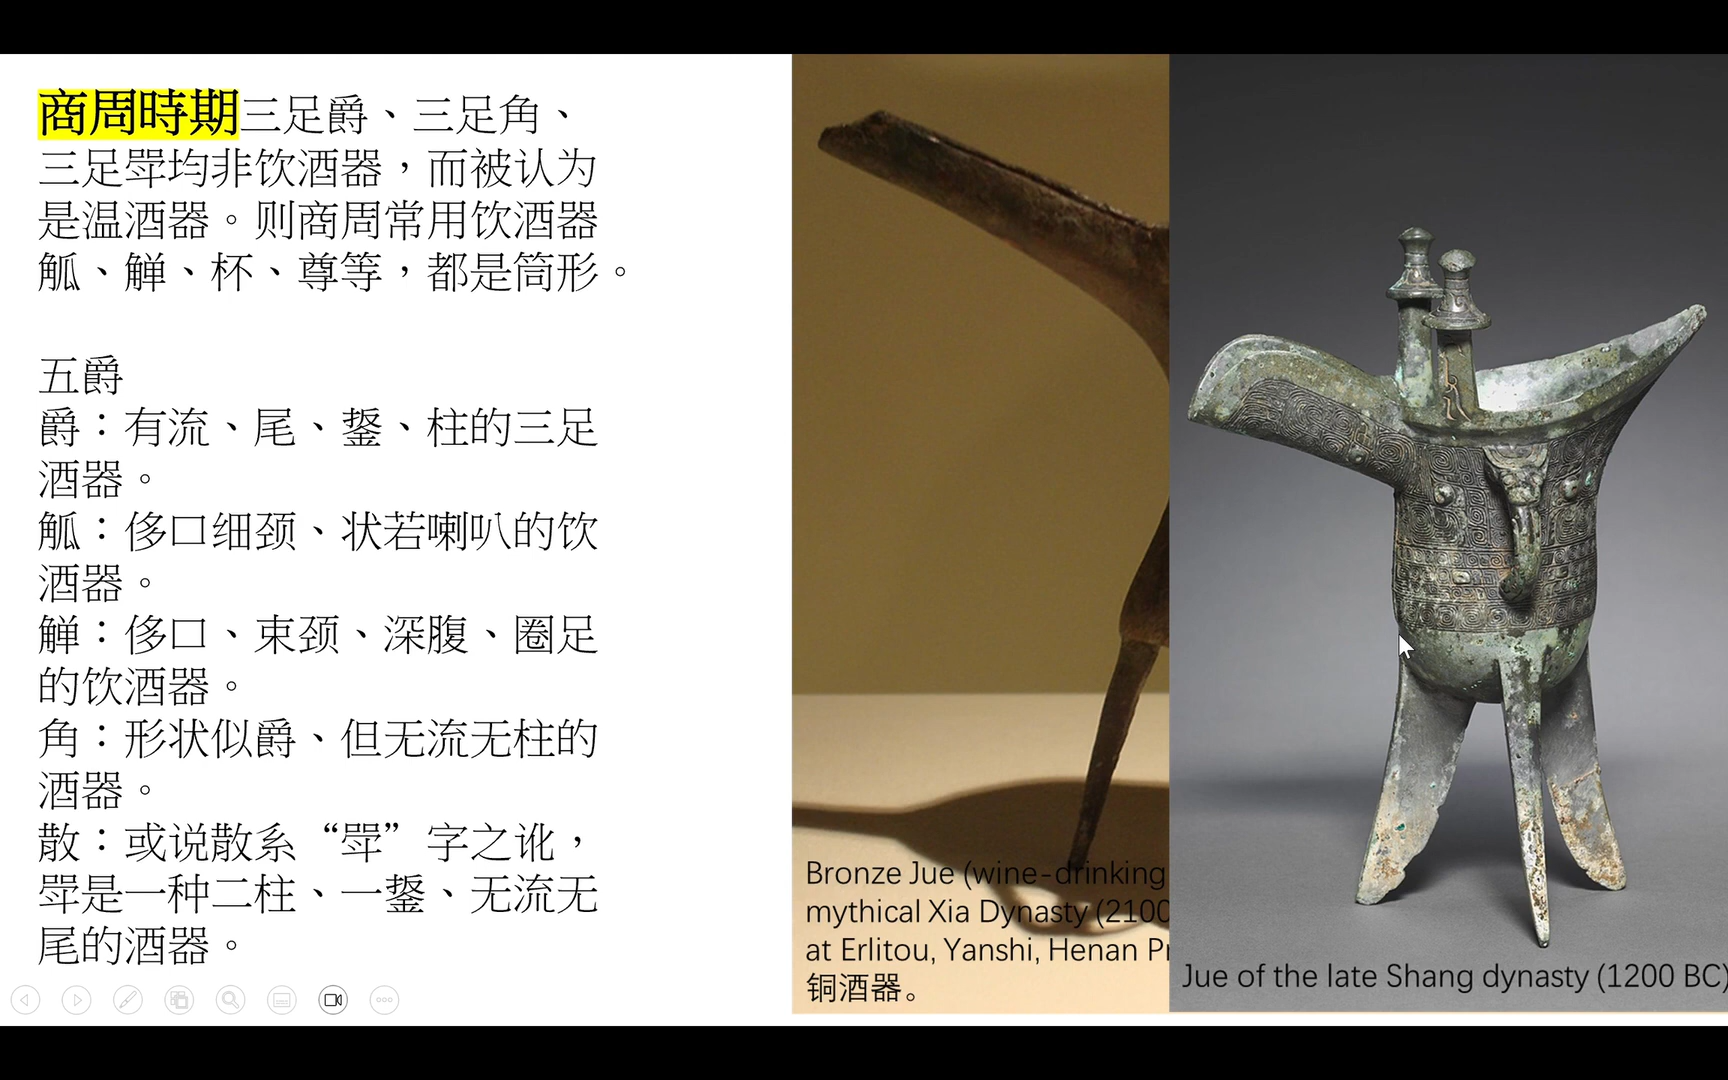 商周時期三足爵、三足角、
三足斝均非饮酒器，而被认为
是温酒器。则商周常用饮酒器
觚、觯、杯、尊等，都是筒形。
五爵
爵：有流、尾、鋬、柱的三足
酒器。
觚：侈口细颈、状若喇叭的饮
酒器。
觯：侈口、束颈、深腹、圈足
的饮酒器。
角：形状似爵、但无流无柱的
酒器。
散：或说散系“斝”字之讹，
斝是一种二柱、一鋬、无流无
尾的酒器。
Bronze Jue (wine-drinking
mythical Xia Dynasty (2100
at Erlitou, Yanshi, Henan Pr
铜酒器。
Jue of the late Shang dynasty (1200 BC)